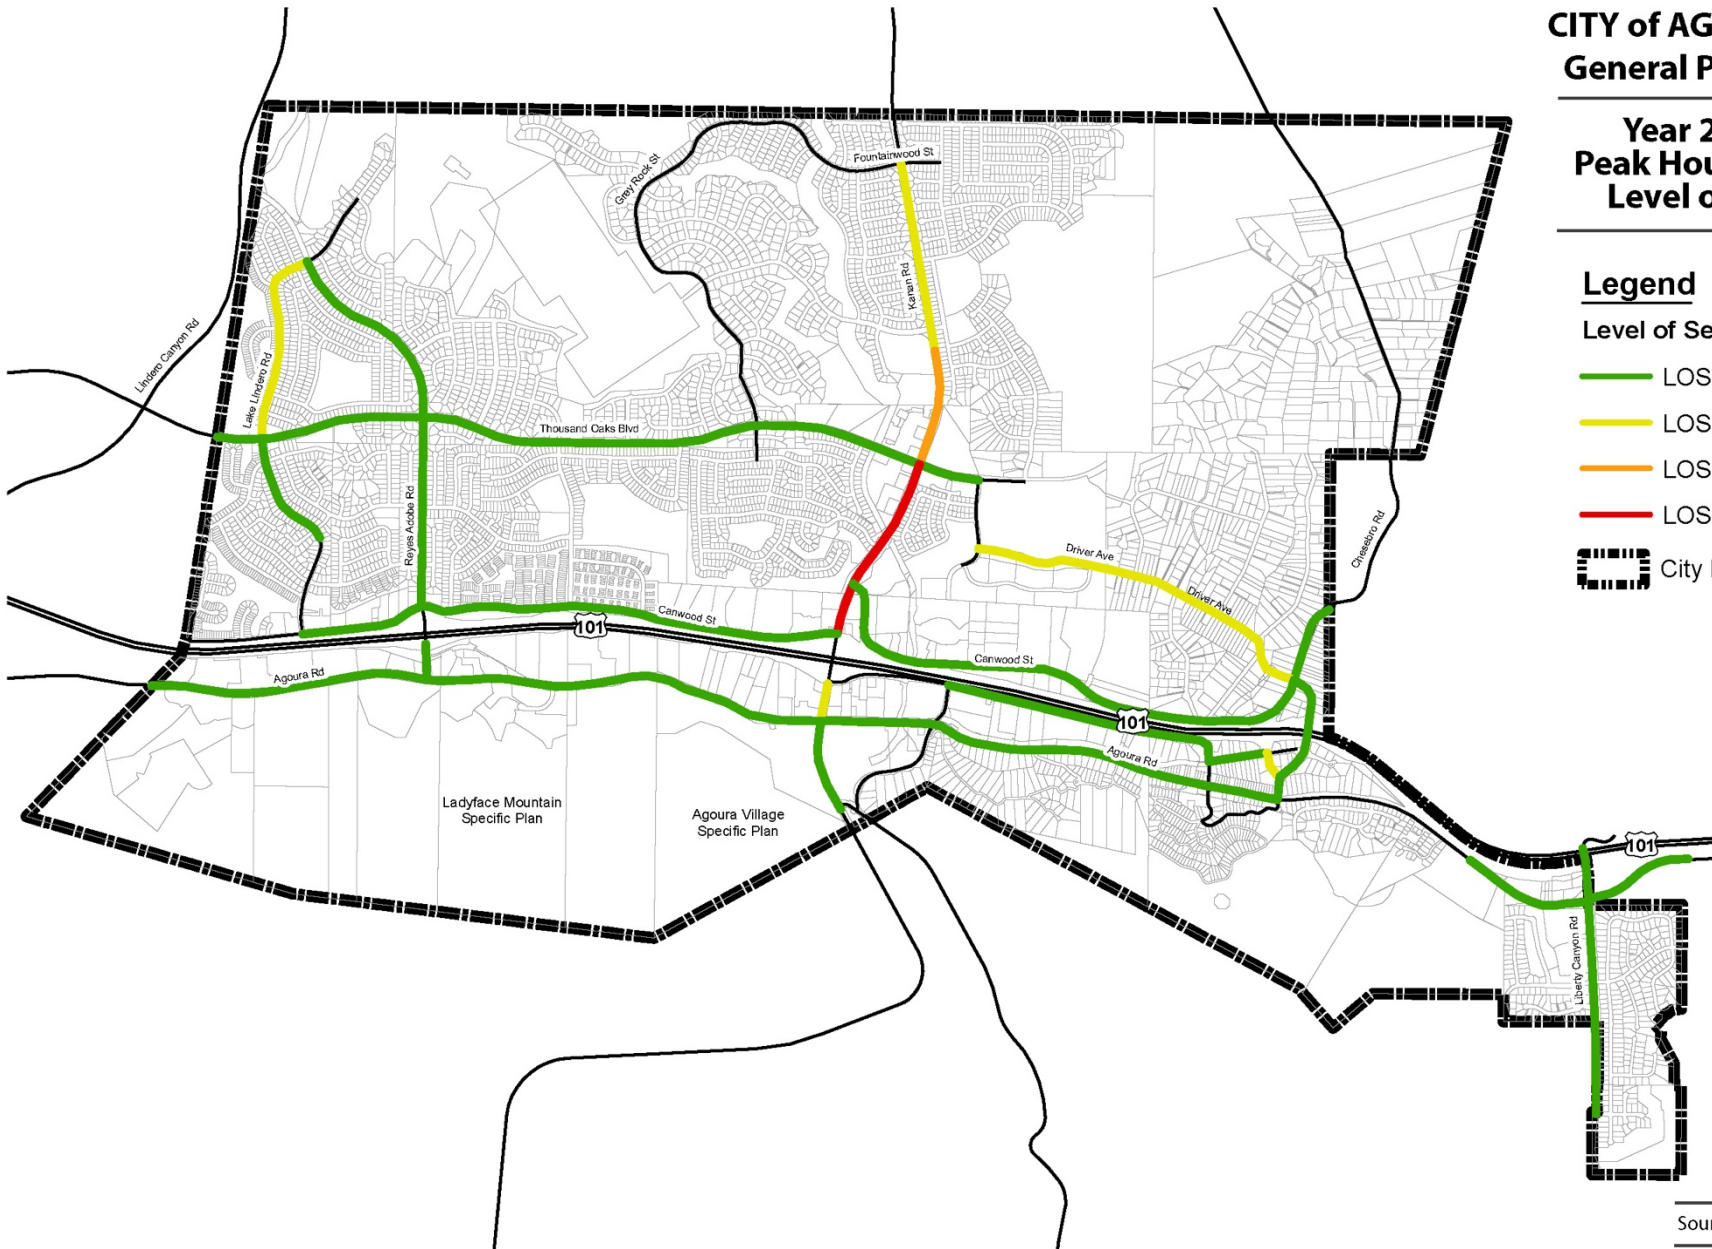 CITY of AG
General P
Year 2
Peak Hou
Level o
Legend
Level of Se
LOS
LOS
LOS
LOS
City
Fountainwood St
Grey Rock St
Kanan Rd
Lindero Canyon Rd
Lake Lindero Rd
Thousand Oaks Blvd
Reyes Adobe Rd
Chesebro Rd
Driver Ave
Driver Ave
Canwood St
101
Canwood St
Agoura Rd
101
Agoura Rd
Ladyface Mountain
Specific Plan
Agoura Village
Specific Plan
101
Liberty Canyon Rd
Sour